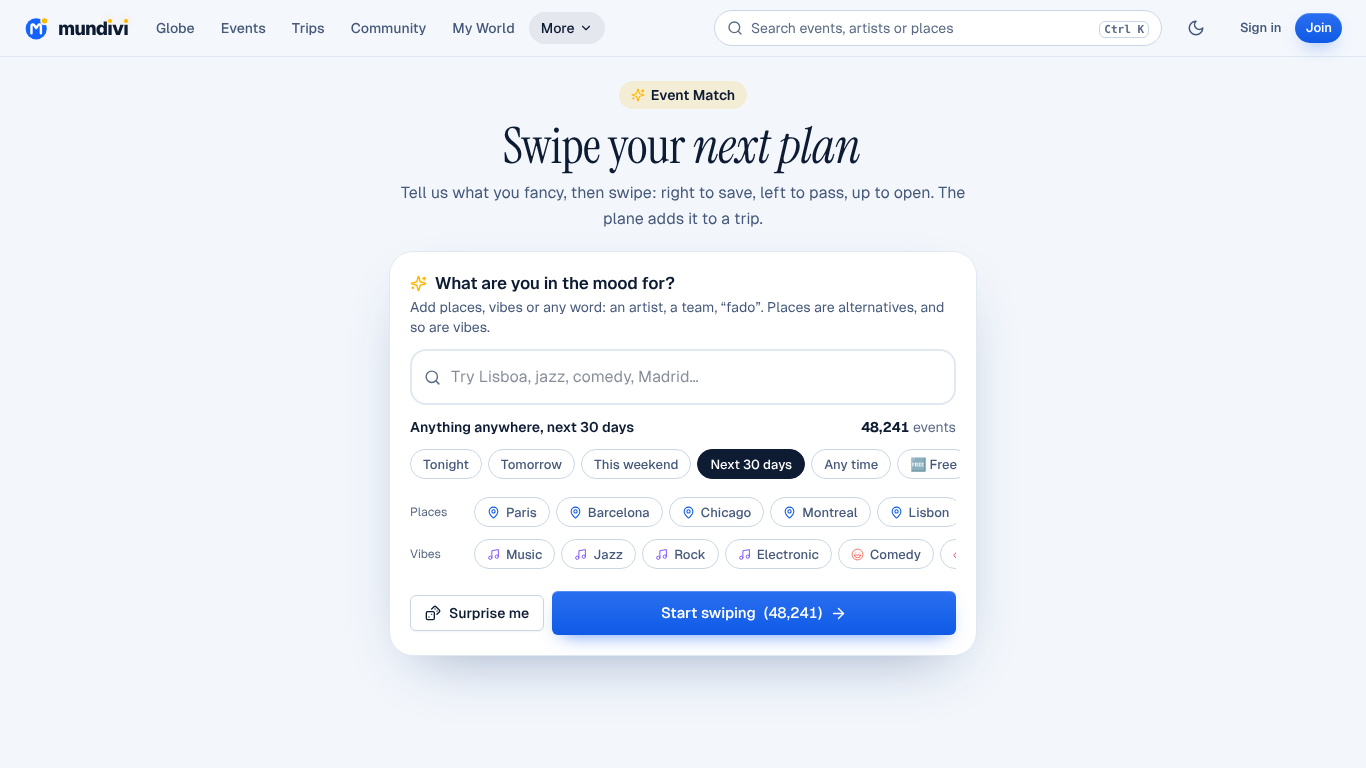 mundivi Globe Events Trips Community My World More Search events, artists or places Ctrl K Sign in Join
Event Match
Swipe your next plan
Tell us what you fancy, then swipe: right to save, left to pass, up to open. The
plane adds it to a trip.
What are you in the mood for?
Add places, vibes or any word: an artist, a team, “fado”. Places are alternatives, and
so are vibes.
Try Lisboa, jazz, comedy, Madrid…
Anything anywhere, next 30 days 48,241 events
Tonight Tomorrow This weekend Next 30 days Any time 🆓 Free
Places Paris Barcelona Chicago Montreal Lisbon
Vibes Music Jazz Rock Electronic Comedy
Surprise me Start swiping (48,241) →